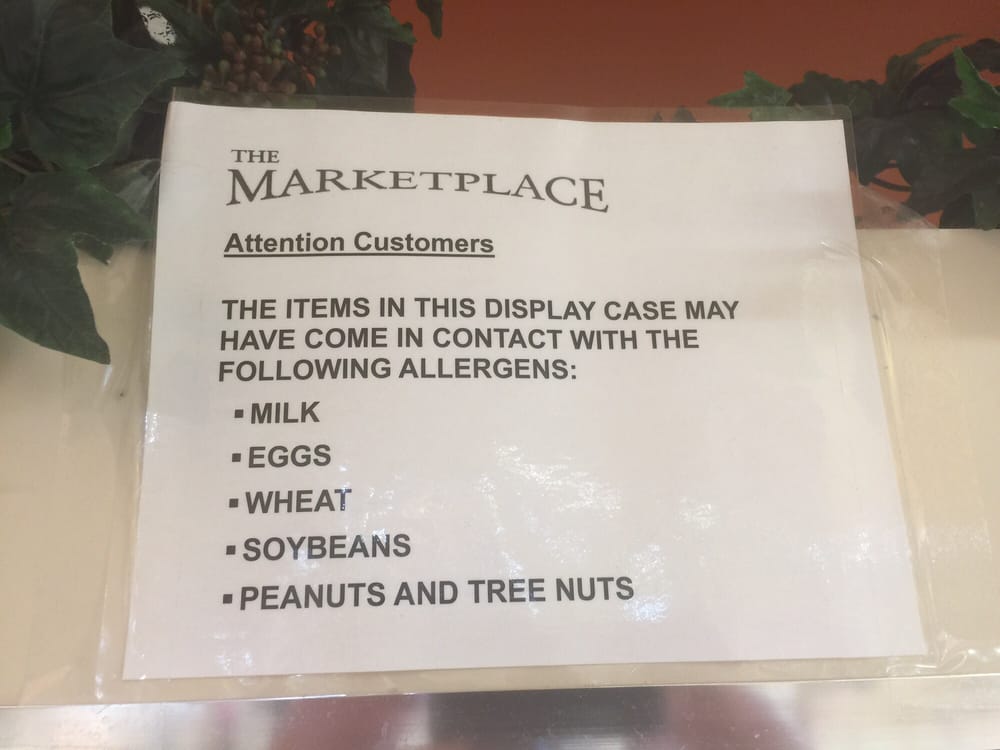 THE
MARKETPLACE
Attention Customers
THE ITEMS IN THIS DISPLAY CASE MAY
HAVE COME IN CONTACT WITH THE
FOLLOWING ALLERGENS:
▪ MILK
▪ EGGS
▪ WHEAT
▪ SOYBEANS
▪ PEANUTS AND TREE NUTS